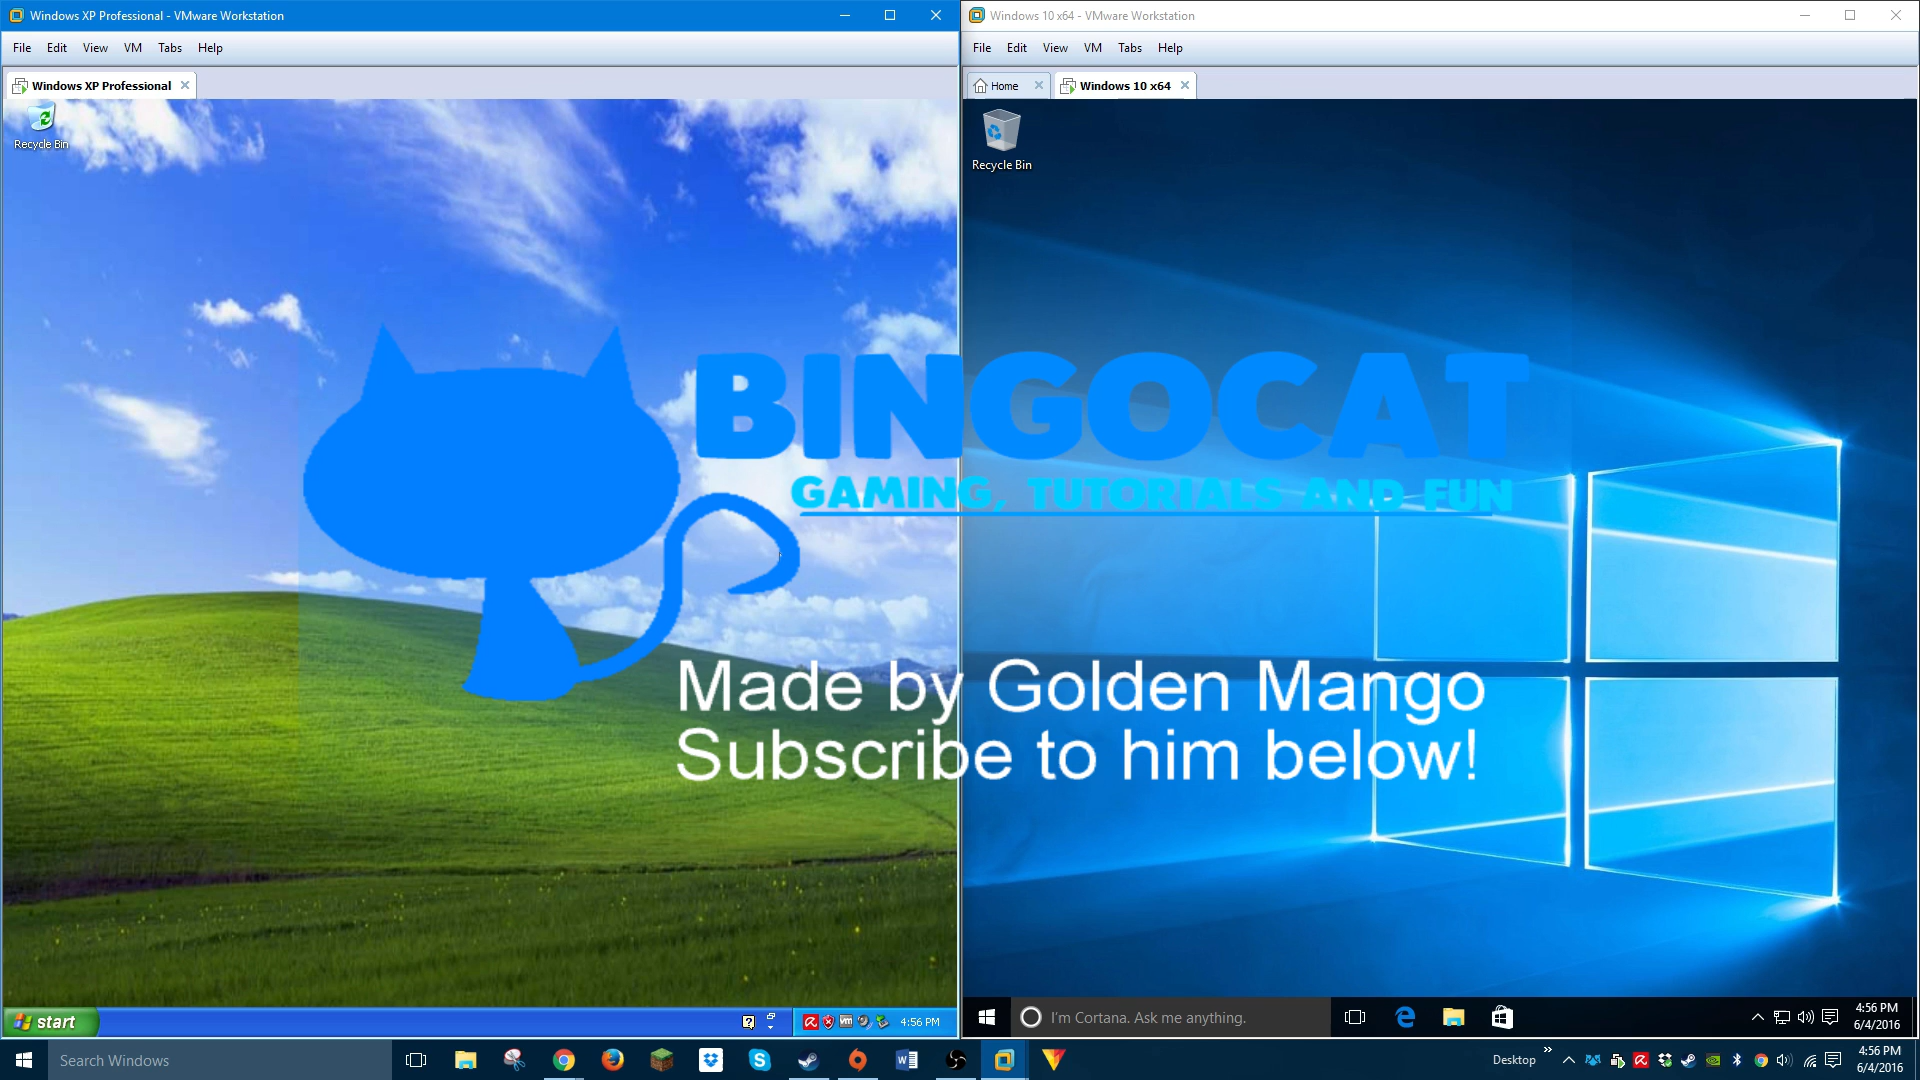 Windows XP Professional - VMware Workstation
File Edit View VM Tabs Help
Windows XP Professional
Recycle Bin
start
4:56 PM
Windows 10 x64 - VMware Workstation
File Edit View VM Tabs Help
Home Windows 10 x64
Recycle Bin
BINGOCAT
GAMING, TUTORIALS AND FUN
Made by Golden Mango
Subscribe to him below!
I'm Cortana. Ask me anything.
4:56 PM
6/4/2016
Search Windows
Desktop
4:56 PM
6/4/2016